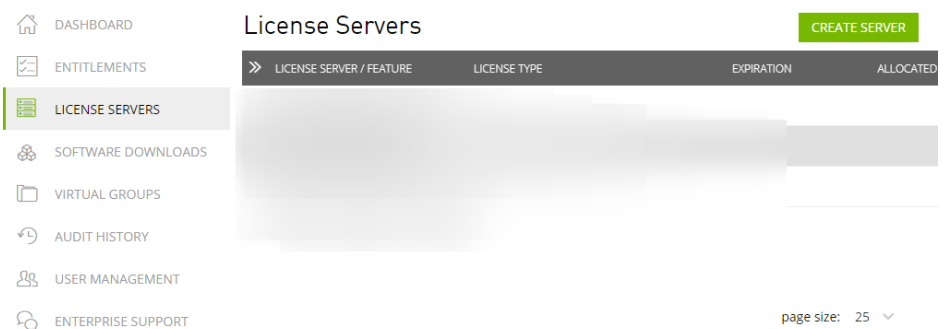 DASHBOARD
ENTITLEMENTS
LICENSE SERVERS
SOFTWARE DOWNLOADS
VIRTUAL GROUPS
AUDIT HISTORY
USER MANAGEMENT
ENTERPRISE SUPPORT
License Servers
CREATE SERVER
LICENSE SERVER / FEATURE LICENSE TYPE EXPIRATION ALLOCATED
page size: 25